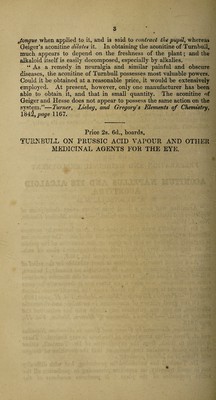 3
tongue when applied to it, and is said to contract the pupil, whereas
Geiger's aconitine dilates it. In obtaining the aconitine of Turnbull,
much appears to depend on the freshness of the plant; and the
alkaloid itself is easily decomposed, especially by alkalies.
"As a remedy in neuralgia and similar painful and obscure
diseases, the aconitine of Turnbull possesses most valuable powers.
Could it be obtained at a reasonable price, it would be extensively
employed. At present, however, only one manufacturer has been
able to obtain it, and that in small quantity. The aconitine of
Geiger and Hesse does not appear to possess the same action on the
system."—Turner, Liebig, and Gregory's Elements of Chemistry,
1842, page 1167.
Price 2s. 6d., boards,
TURNBULL ON PRUSSIC ACID VAPOUR AND OTHER
MEDICINAL AGENTS FOR THE EYE.